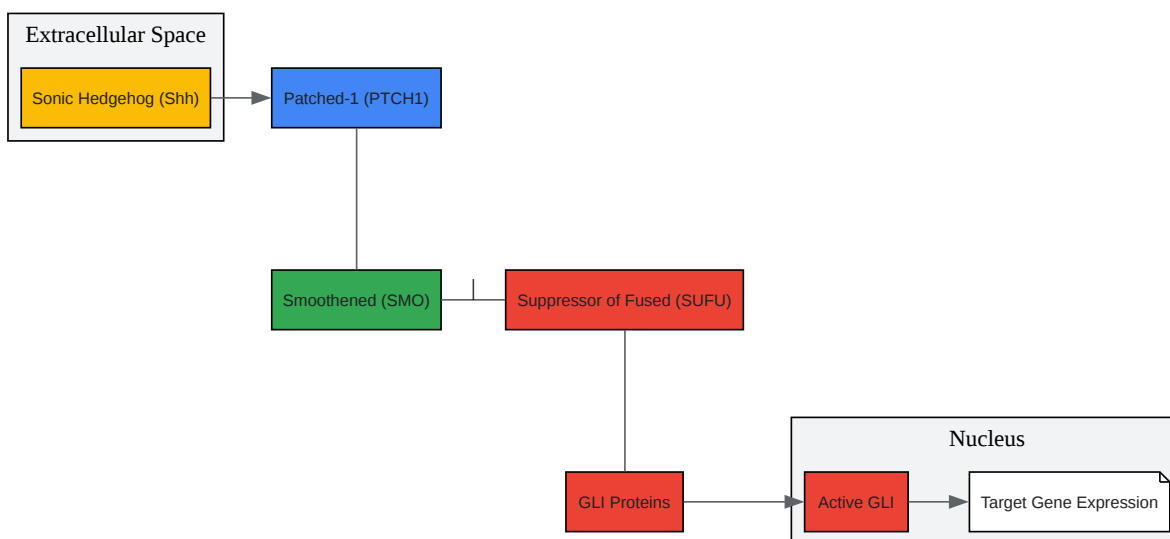 Extracellular Space
Sonic Hedgehog (Shh)
Patched-1 (PTCH1)
Smoothened (SMO)
Suppressor of Fused (SUFU)
Nucleus
GLI Proteins
Active GLI
Target Gene Expression